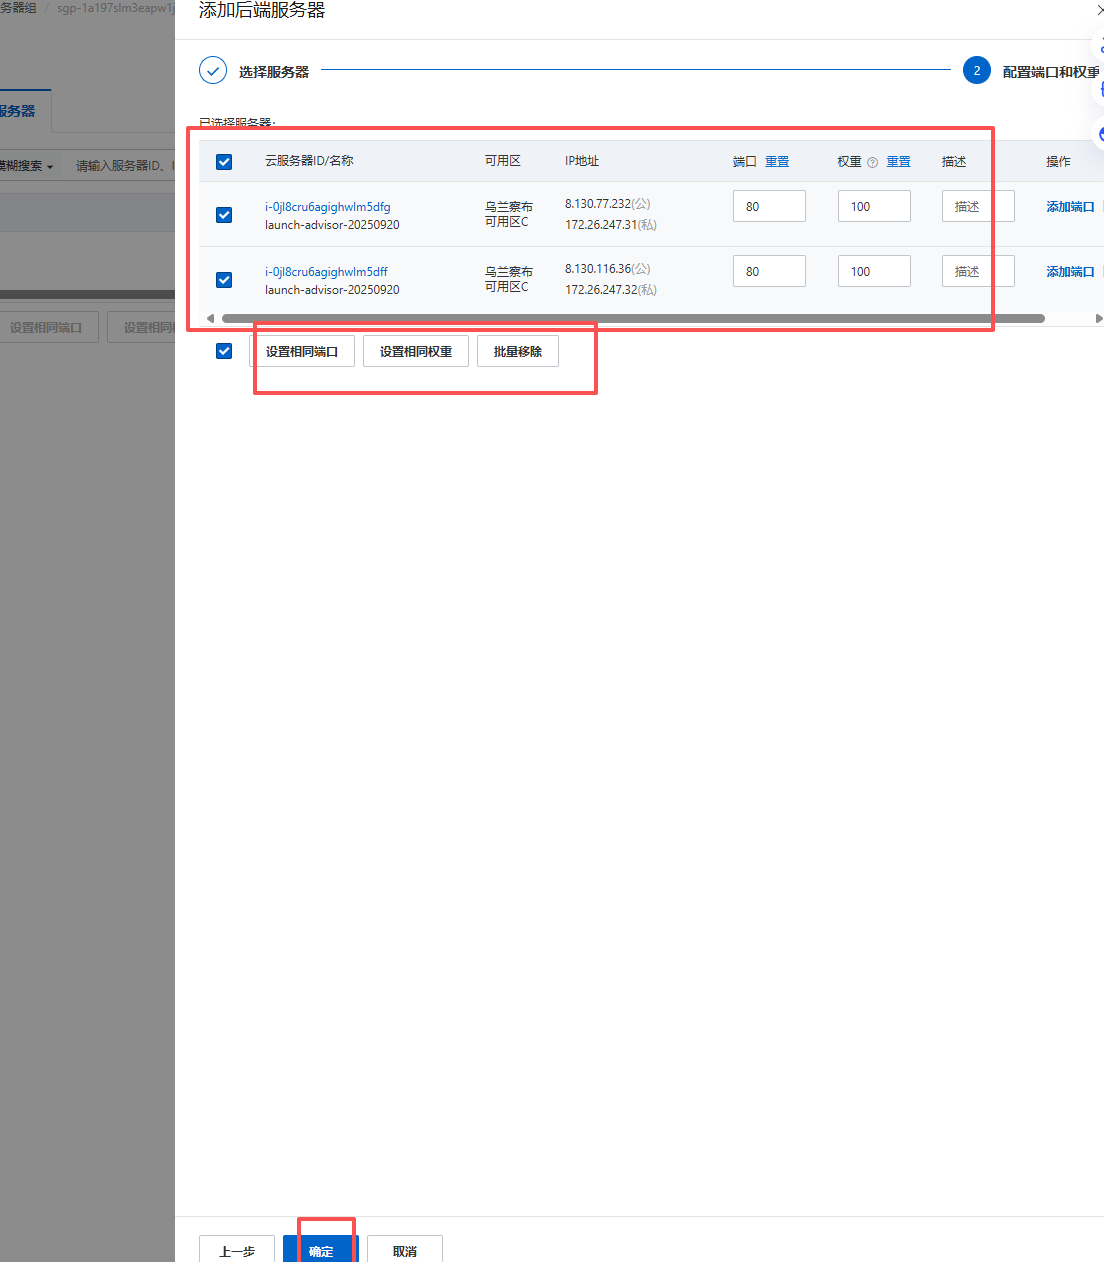 务器组 / sgp-1a197slm3eapw1j
添加后端服务器
选择服务器
2 配置端口和权重
服务器
已选择服务器:
模糊搜索 请输入服务器ID、
云服务器ID/名称 可用区 IP地址 端口 重置 权重 重置 描述 操作
i-0jl8cru6agighwlm5dfg 乌兰察布 8.130.77.232(公) 80 100 描述 添加端口
launch-advisor-20250920 可用区C 172.26.247.31(私)
i-0jl8cru6agighwlm5dff 乌兰察布 8.130.116.36(公) 80 100 描述 添加端口
launch-advisor-20250920 可用区C 172.26.247.32(私)
设置相同端口 设置相同
设置相同端口 设置相同权重 批量移除
上一步 确定 取消